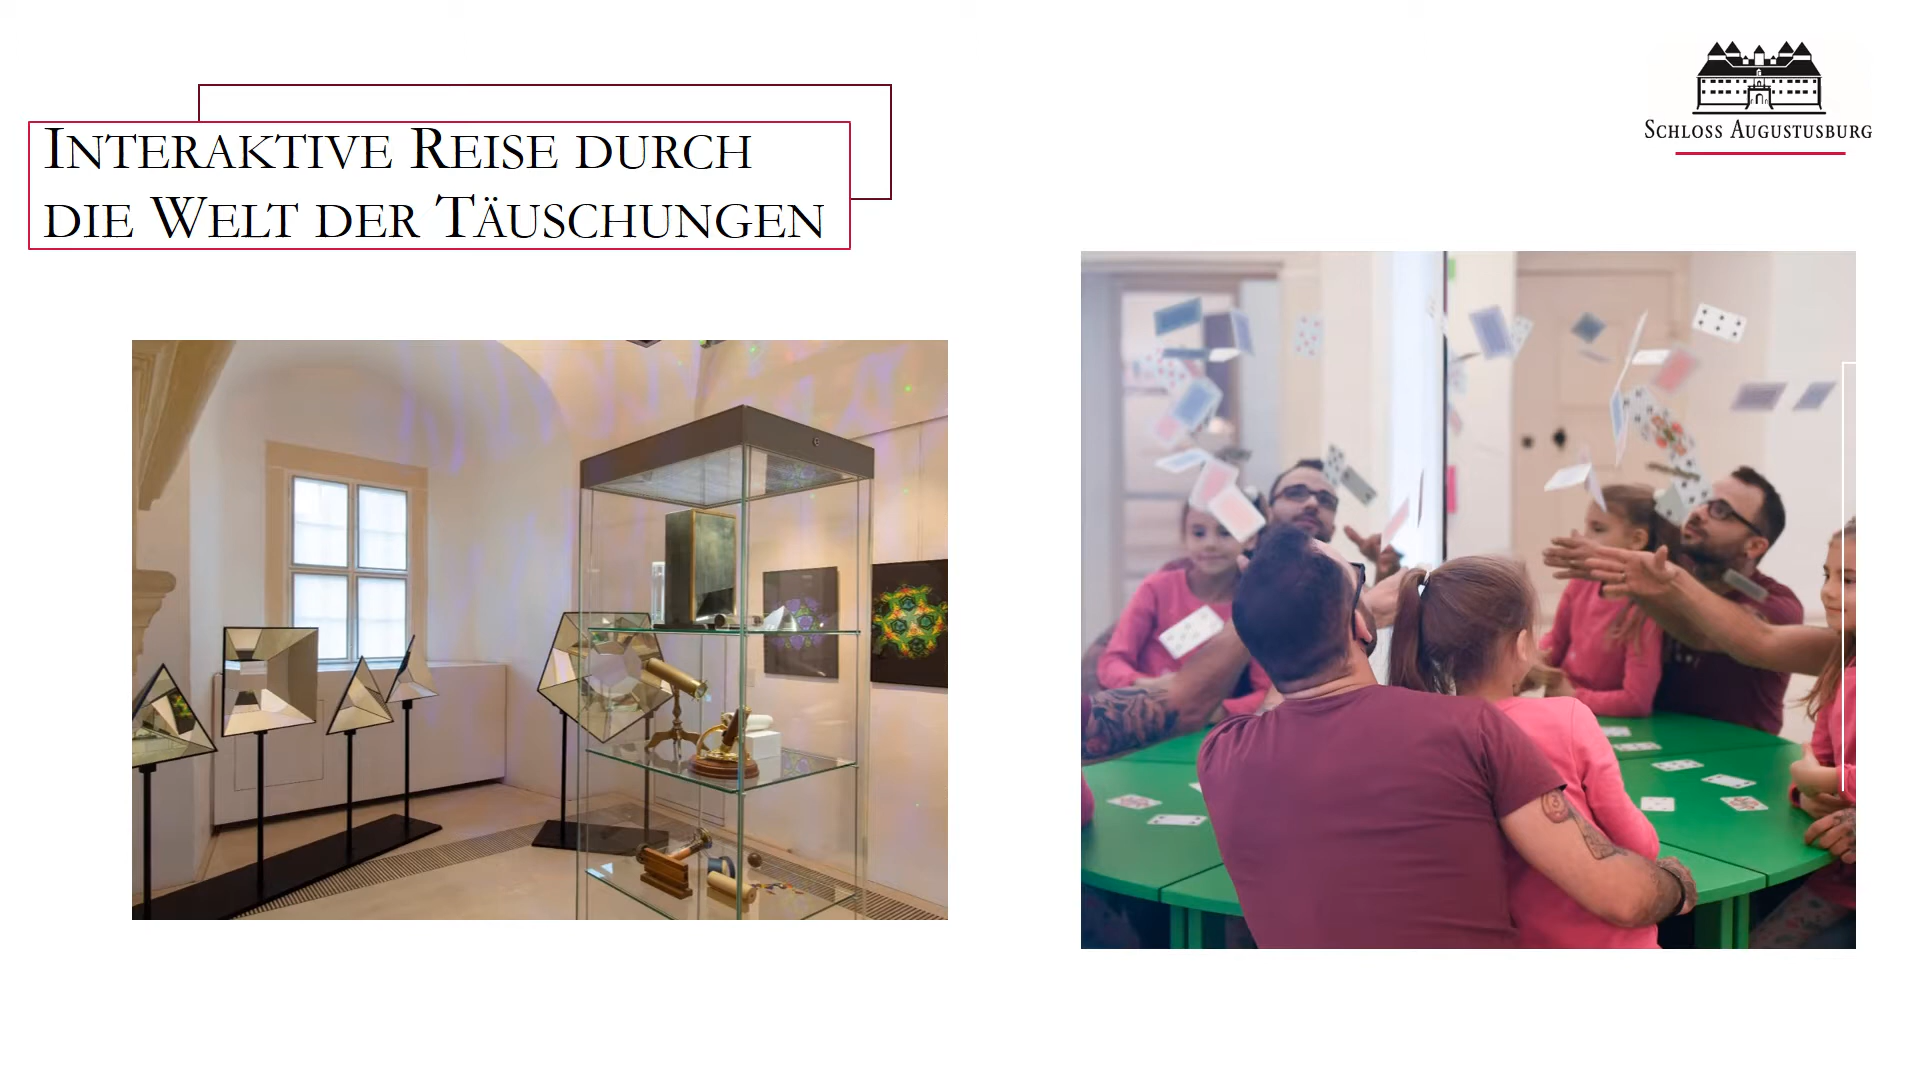 Interaktive Reise durch
die Welt der Täuschungen
Schloss Augustusburg